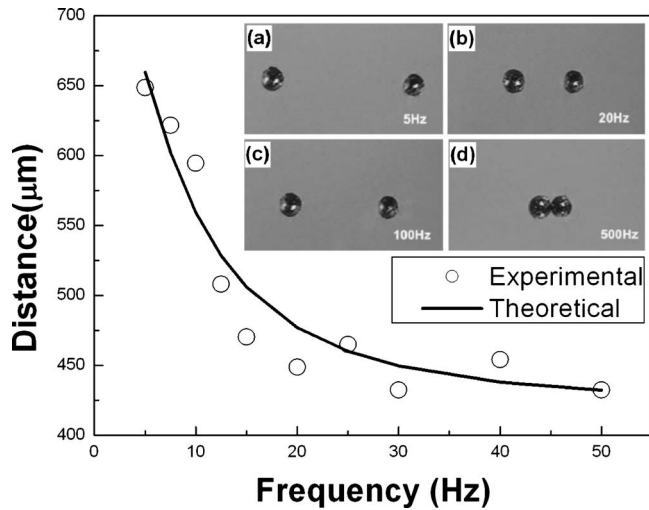 700
650
600
550
500
450
400
Distance(μm)
(a)
5Hz
(b)
20Hz
(c)
100Hz
(d)
500Hz
Experimental
Theoretical
0
10
20
30
40
50
Frequency (Hz)